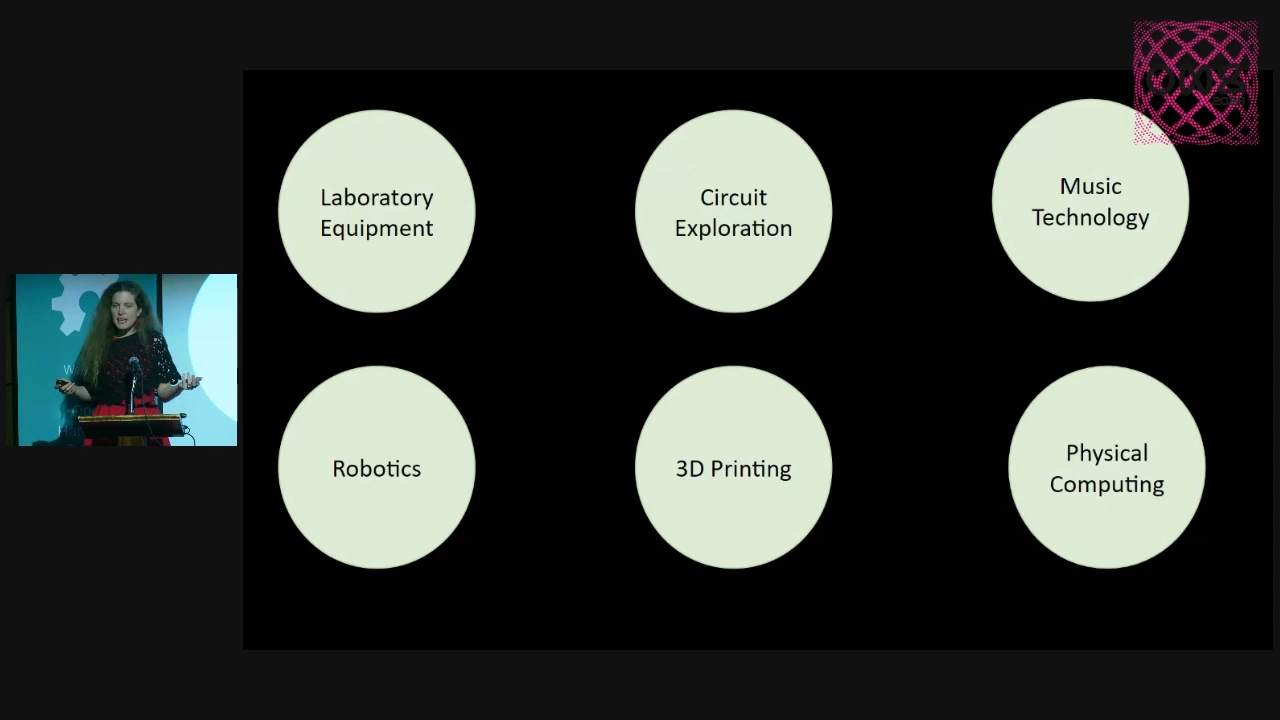 Laboratory
Equipment
Circuit
Exploration
Music
Technology
Robotics
3D Printing
Physical
Computing